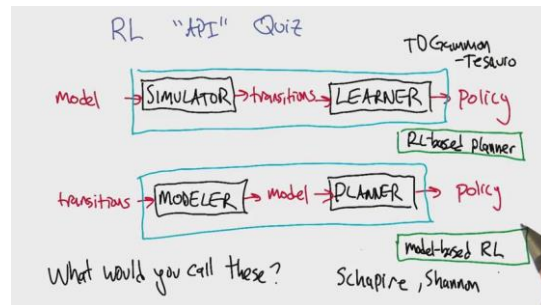 RL "API" Quiz
TDGammon
-Tesauro
model → SIMULATOR → transitions → LEARNER → policy
RL-based planner
transitions → MODELER → model → PLANNER → policy
model-based RL
What would you call these? Schapire, Shannon